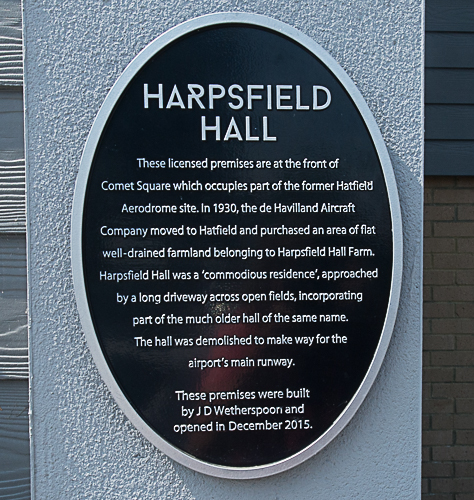 HARPSFIELD
HALL
These licensed premises are at the front of
Comet Square which occupies part of the former Hatfield
Aerodrome site. In 1930, the de Havilland Aircraft
Company moved to Hatfield and purchased an area of flat
well-drained farmland belonging to Harpsfield Hall Farm.
Harpsfield Hall was a ‘commodious residence’, approached
by a long driveway across open fields, incorporating
part of the much older hall of the same name.
The hall was demolished to make way for the
airport’s main runway.
These premises were built
by J D Wetherspoon and
opened in December 2015.